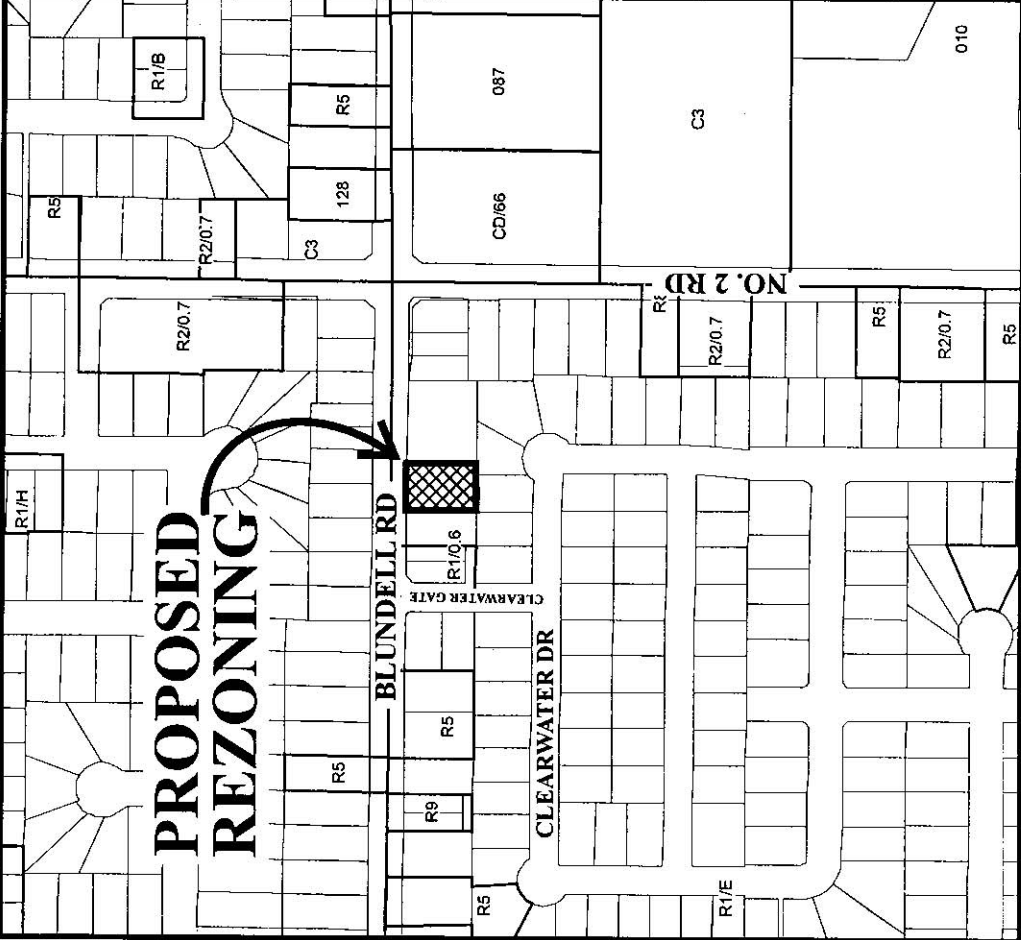 R1/H
R5
R1/B
PROPOSED
REZONING
R2/0.7
R2/0.7
C3
R5
128
R5
BLUNDELL RD
R9
R5
R1/0.6
CLEARWATER GATE
R5
CD/66
087
CLEARWATER DR
C3
R2/0.7
R1/E
NO. 2 RD
R5
R2/0.7
010
R5